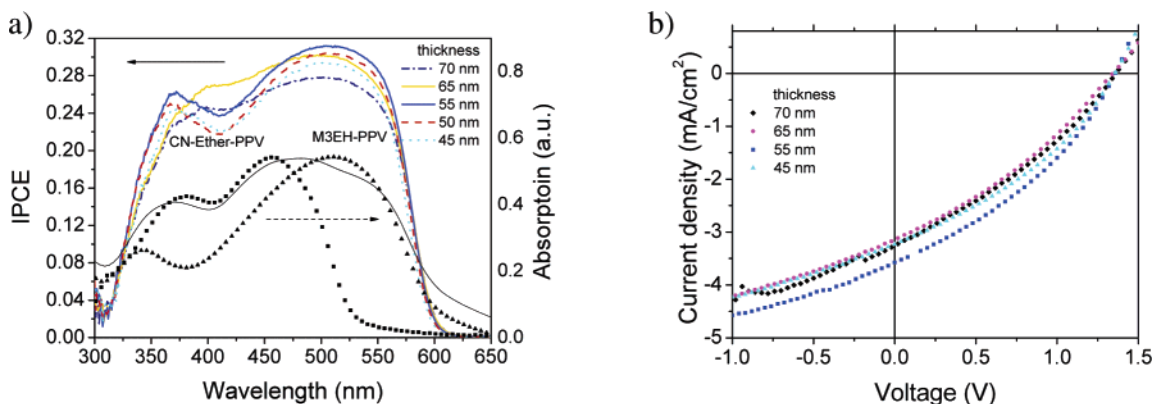 a)
0.32
0.28
0.24
0.20
0.16
0.12
0.08
0.04
0.00
IPCE
thickness
70 nm
65 nm
55 nm
50 nm
45 nm
CN-Ether-PPV
M3EH-PPV
0.8
0.6
0.4
0.2
0.0
Absorptoin (a.u.)
300 350 400 450 500 550 600 650
Wavelength (nm)
b)
0
-1
-2
-3
-4
-5
Current density (mA/cm²)
thickness
70 nm
65 nm
55 nm
45 nm
-1.0 -0.5 0.0 0.5 1.0 1.5
Voltage (V)